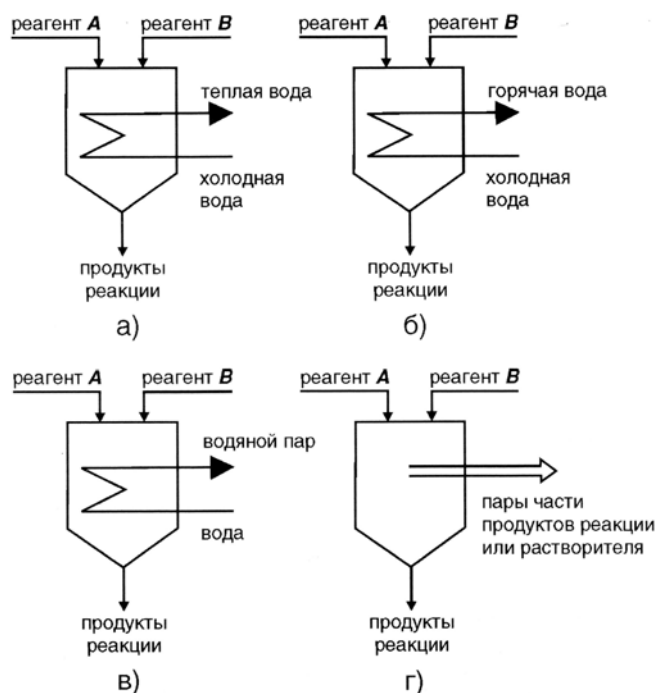 реагент A реагент B
теплая вода
холодная
вода
продукты
реакции
а)
реагент A реагент B
горячая вода
холодная
вода
продукты
реакции
б)
реагент A реагент B
водяной пар
вода
продукты
реакции
в)
реагент A реагент B
пары части
продуктов реакции
или растворителя
продукты
реакции
г)